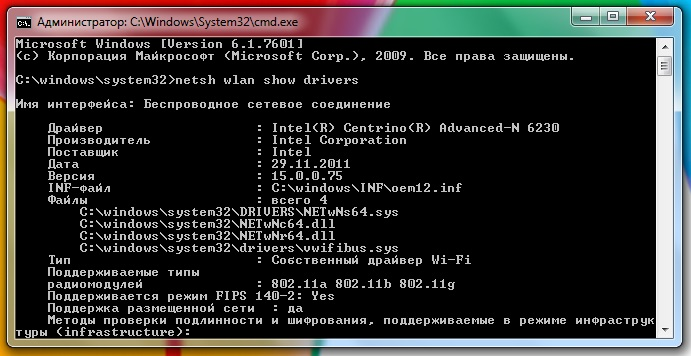 Администратор: C:\Windows\System32\cmd.exe
Microsoft Windows [Version 6.1.7601]
(c) Корпорация Майкрософт (Microsoft Corp.), 2009. Все права защищены.
C:\windows\system32>netsh wlan show drivers
Имя интерфейса: Беспроводное сетевое соединение
Драйвер : Intel(R) Centrino(R) Advanced-N 6230
Производитель : Intel Corporation
Поставщик : Intel
Дата : 29.11.2011
Версия : 15.0.0.75
INF-файл : C:\windows\INF\oem12.inf
Файлы : всего 4
C:\windows\system32\DRIVERS\NETwNs64.sys
C:\windows\system32\NETwNc64.dll
C:\windows\system32\NETwNr64.dll
C:\windows\system32\drivers\vwifibus.sys
Тип : Собственный драйвер Wi-Fi
Поддерживаемые типы
радиомодулей : 802.11a 802.11b 802.11g
Поддерживается режим FIPS 140-2: Yes
Поддержка размещенной сети : да
Методы проверки подлинности и шифрования, поддерживаемые в режиме инфраструк
туры (infrastructure):